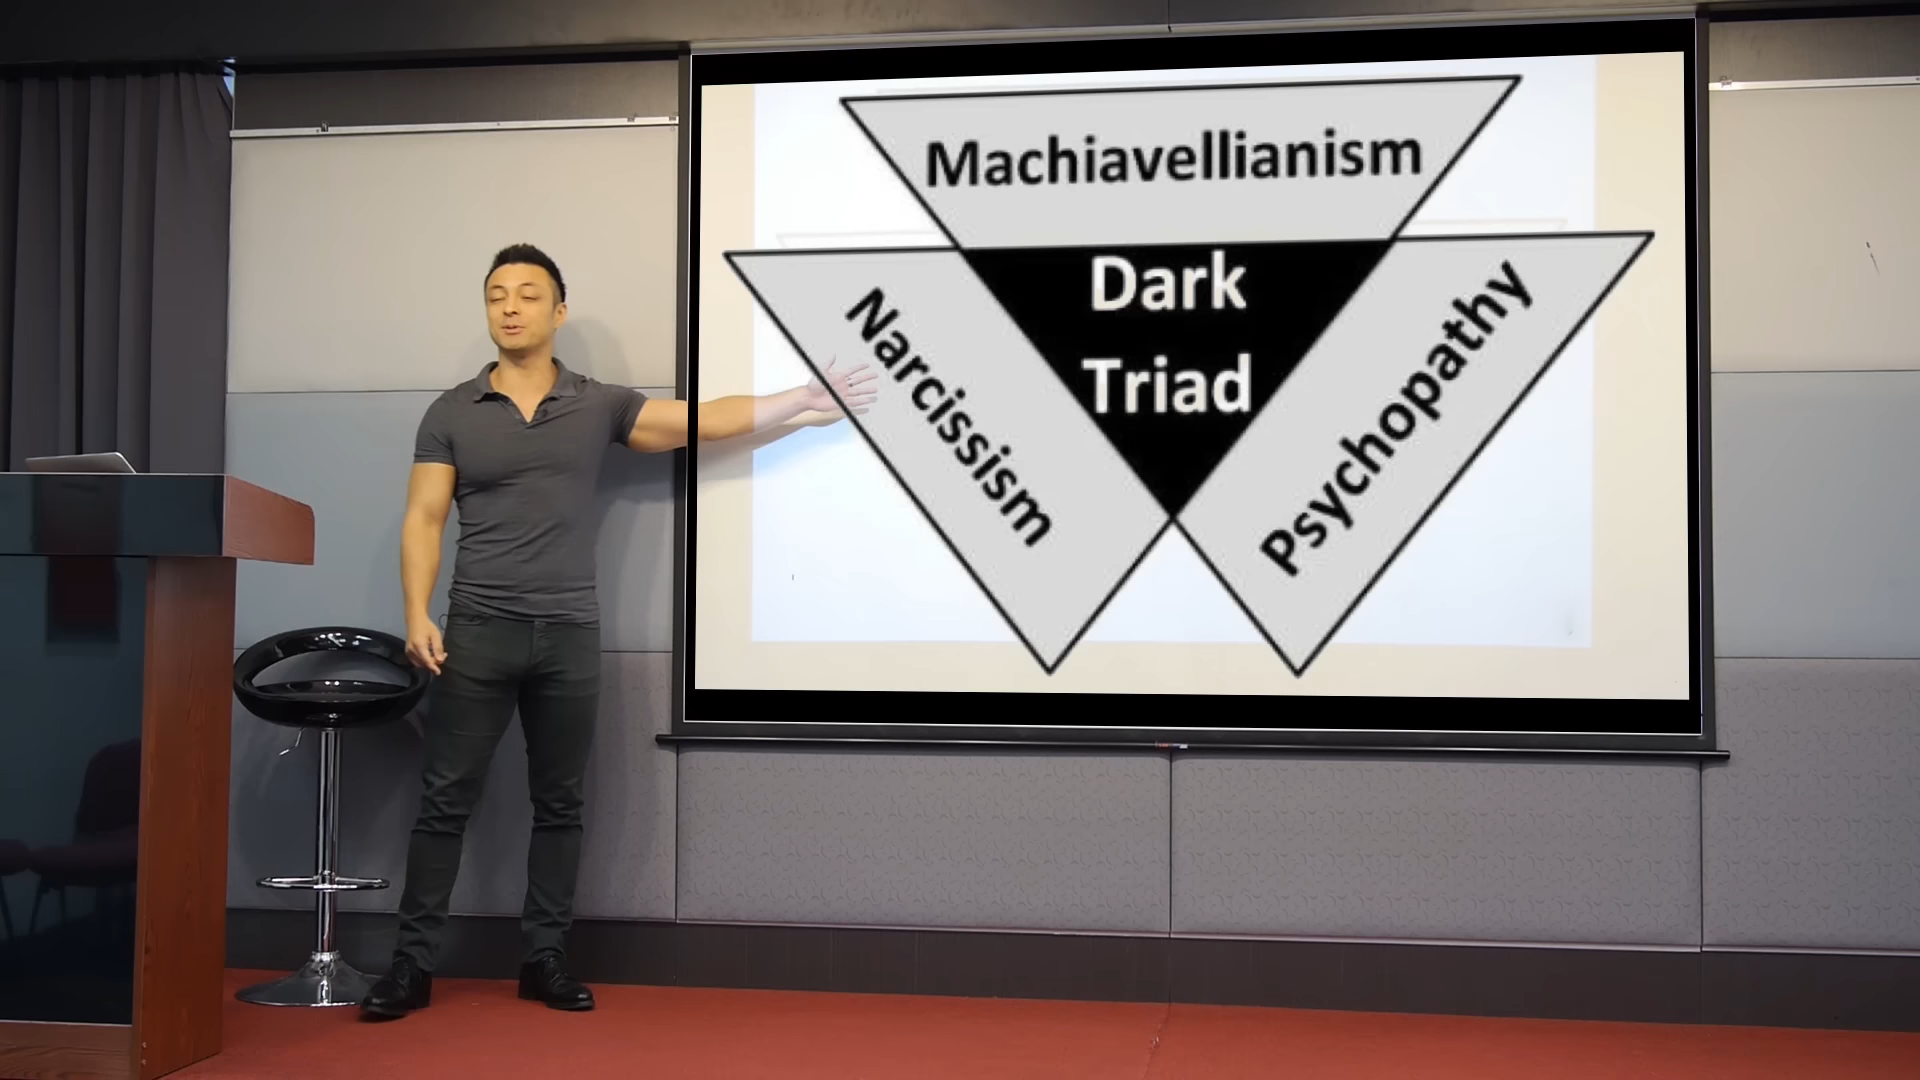 Machiavellianism
Dark
Triad
Narcissism
Psychopathy